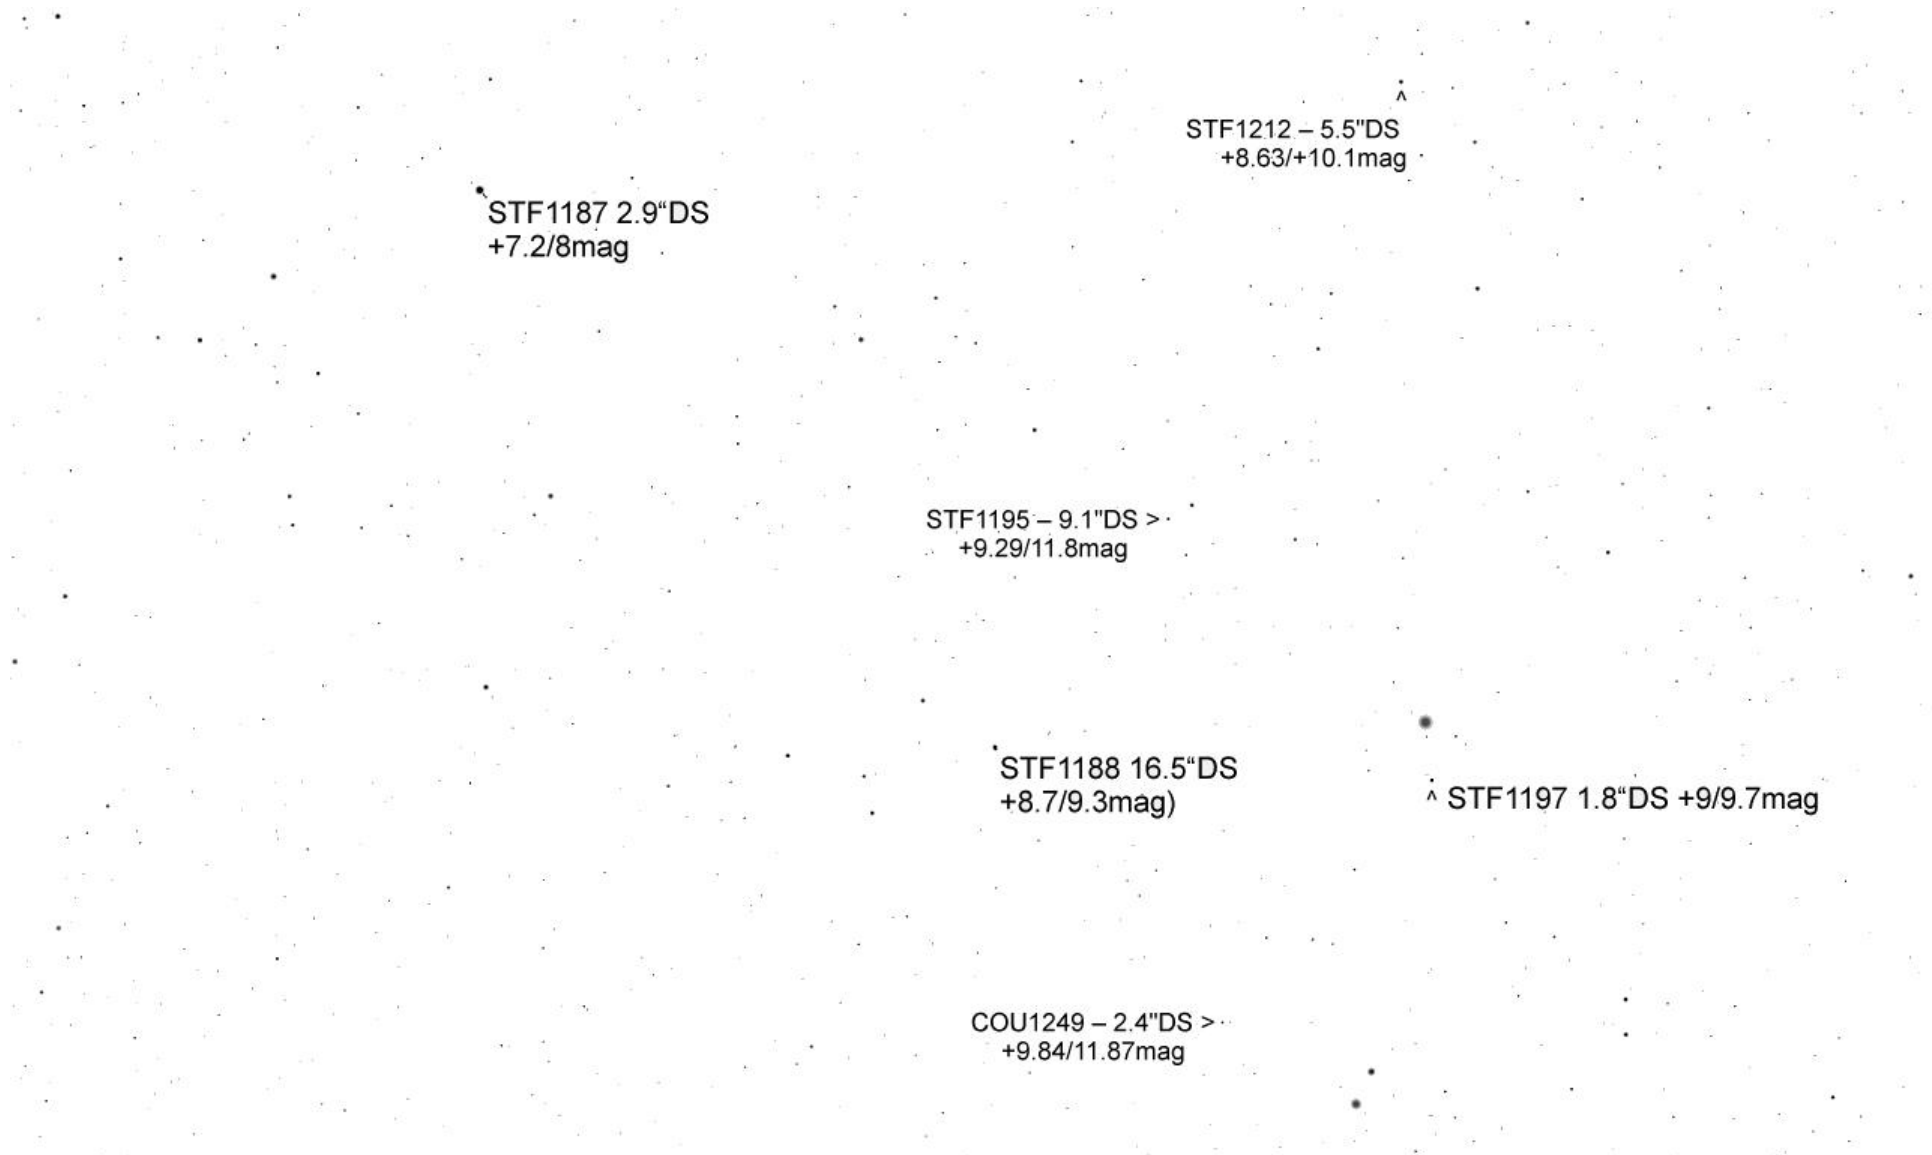 STF1212 – 5.5"DS
+8.63/+10.1mag
STF1187 2.9“DS
+7.2/8mag
STF1195 – 9.1"DS >
+9.29/11.8mag
STF1188 16.5“DS
+8.7/9.3mag)
^ STF1197 1.8“DS +9/9.7mag
COU1249 – 2.4"DS >
+9.84/11.87mag